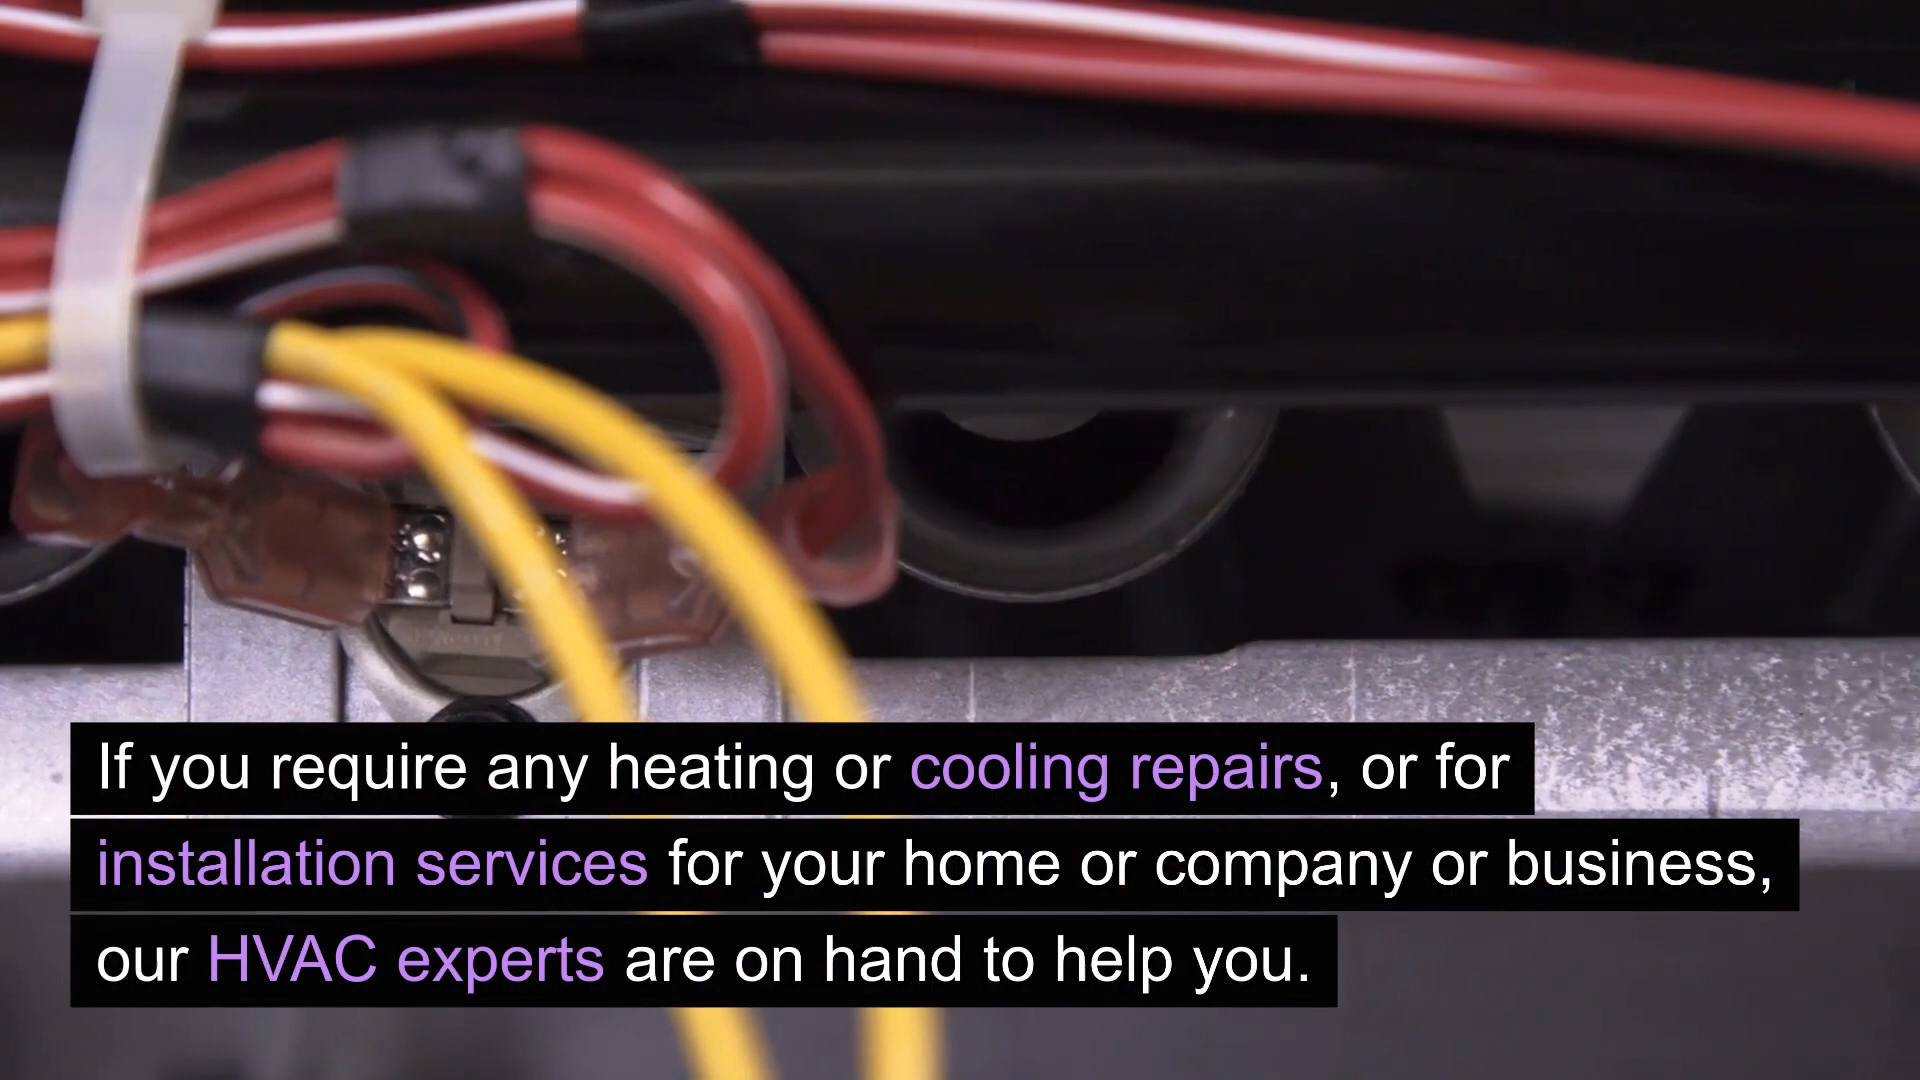 If you require any heating or cooling repairs, or for
installation services for your home or company or business,
our HVAC experts are on hand to help you.